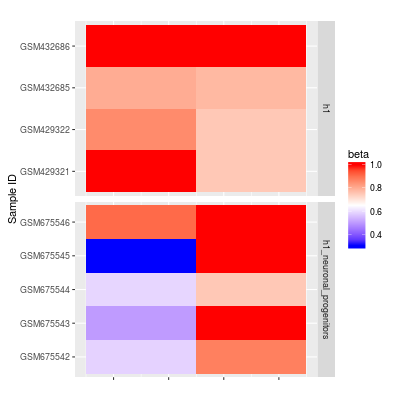 Sample ID
GSM432686
GSM432685
GSM429322
GSM429321
h1
GSM675546
GSM675545
GSM675544
GSM675543
GSM675542
h1_neuronal_progenitors
beta
1.0
0.8
0.6
0.4